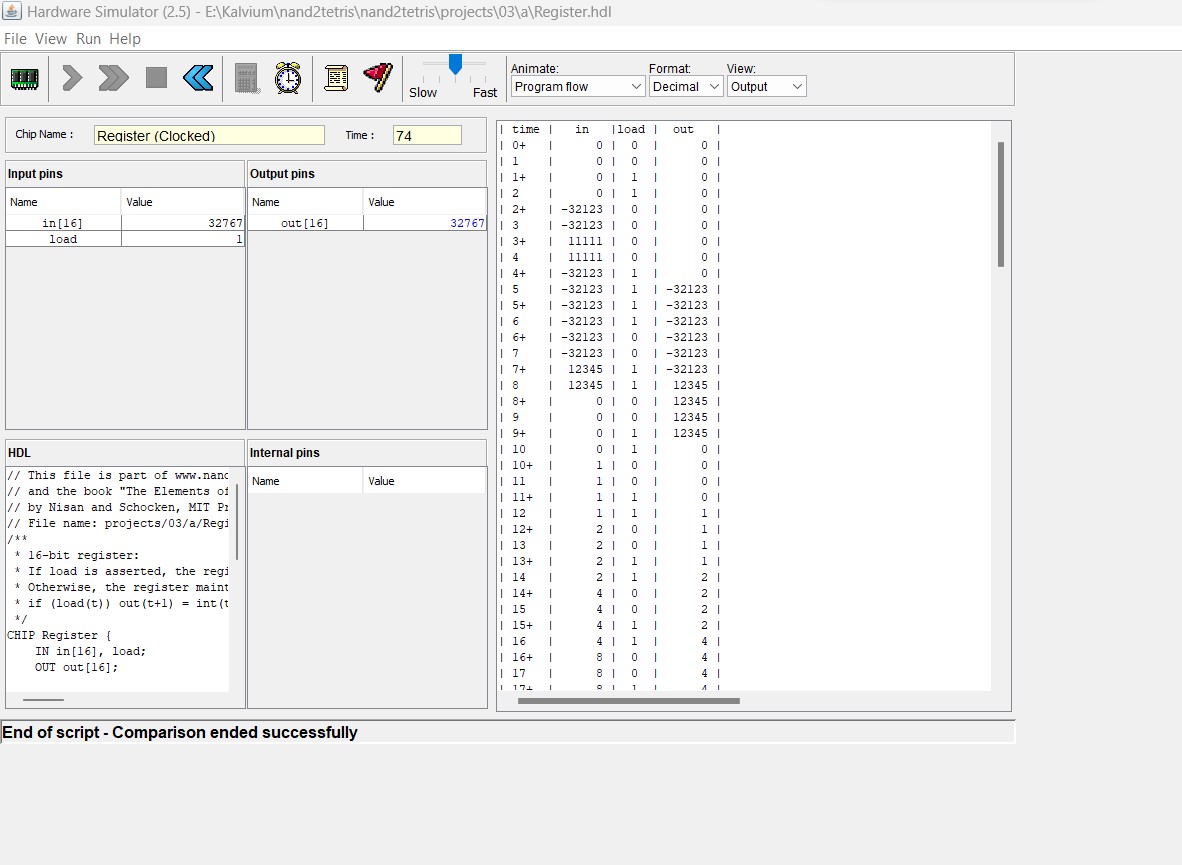 Hardware Simulator (2.5) - E:\Kalvium\nand2tetris\nand2tetris\projects\03\a\Register.hdl
File View Run Help
Slow Fast
Animate: Format: View:
Program flow Decimal Output
Chip Name : Register (Clocked) Time : 74
Input pins
Name Value
in[16] 32767
load 1
Output pins
Name Value
out[16] 32767
HDL
// This file is part of www.nand
// and the book "The Elements of
// by Nisan and Schocken, MIT Pr
// File name: projects/03/a/Regi
/**
* 16-bit register:
* If load is asserted, the regi
* Otherwise, the register maint
* if (load(t)) out(t+1) = int(t
*/
CHIP Register {
IN in[16], load;
OUT out[16];
Internal pins
Name Value
| time | in |load | out |
| 0+ | 0 | 0 | 0 |
| 1 | 0 | 0 | 0 |
| 1+ | 0 | 1 | 0 |
| 2 | 0 | 1 | 0 |
| 2+ | -32123 | 0 | 0 |
| 3 | -32123 | 0 | 0 |
| 3+ | 11111 | 0 | 0 |
| 4 | 11111 | 0 | 0 |
| 4+ | -32123 | 1 | 0 |
| 5 | -32123 | 1 | -32123 |
| 5+ | -32123 | 1 | -32123 |
| 6 | -32123 | 1 | -32123 |
| 6+ | -32123 | 0 | -32123 |
| 7 | -32123 | 0 | -32123 |
| 7+ | 12345 | 1 | -32123 |
| 8 | 12345 | 1 | 12345 |
| 8+ | 0 | 0 | 12345 |
| 9 | 0 | 0 | 12345 |
| 9+ | 0 | 1 | 12345 |
| 10 | 0 | 1 | 0 |
| 10+ | 1 | 0 | 0 |
| 11 | 1 | 0 | 0 |
| 11+ | 1 | 1 | 0 |
| 12 | 1 | 1 | 1 |
| 12+ | 2 | 0 | 1 |
| 13 | 2 | 0 | 1 |
| 13+ | 2 | 1 | 1 |
| 14 | 2 | 1 | 2 |
| 14+ | 4 | 0 | 2 |
| 15 | 4 | 0 | 2 |
| 15+ | 4 | 1 | 2 |
| 16 | 4 | 1 | 4 |
| 16+ | 8 | 0 | 4 |
| 17 | 8 | 0 | 4 |
| 17+ | 8 | 1 | 4 |
End of script - Comparison ended successfully